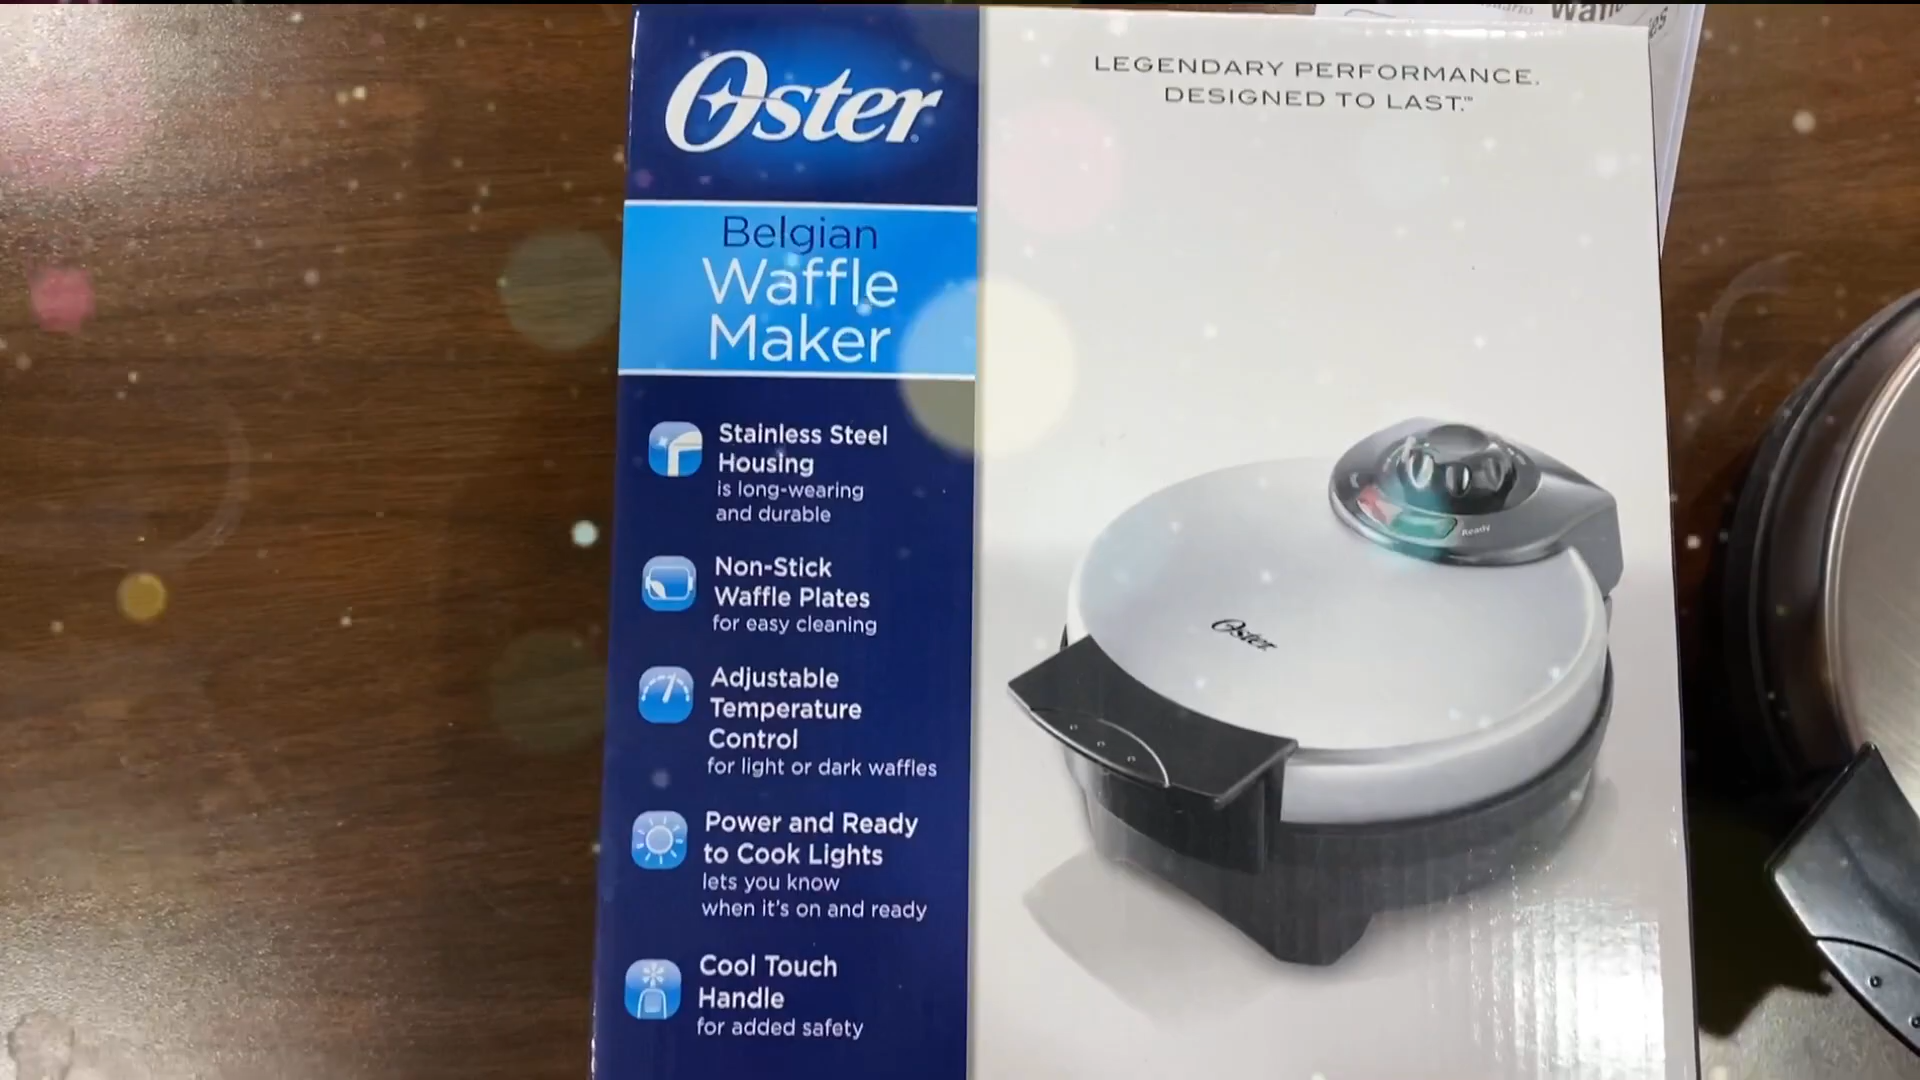 Oster
Belgian
Waffle
Maker
Stainless Steel
Housing
is long-wearing
and durable
Non-Stick
Waffle Plates
for easy cleaning
Adjustable
Temperature
Control
for light or dark waffles
Power and Ready
to Cook Lights
lets you know
when it's on and ready
Cool Touch
Handle
for added safety
LEGENDARY PERFORMANCE.
DESIGNED TO LAST.™
Ready
Oster